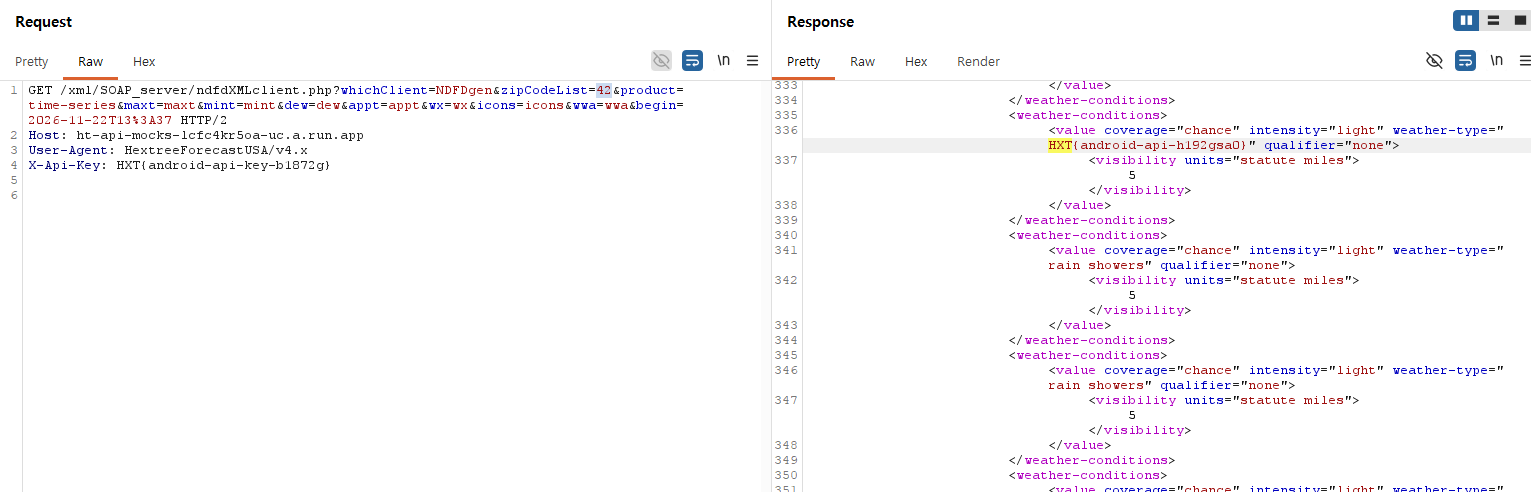 Request
Pretty Raw Hex
\n
1 GET /xml/SOAP_server/ndfdXMLclient.php?whichClient=NDFDgen&zipCodeList=42&product=
time-series&maxt=maxt&mint=mint&dew=dew&appt=appt&wx=wx&icons=icons&wwa=wwa&begin=
2026-11-22T13%3A37 HTTP/2
2 Host: ht-api-mocks-lcfc4kr5oa-uc.a.run.app
3 User-Agent: HextreeForecastUSA/v4.x
4 X-Api-Key: HXT{android-api-key-b1872g}
5
6
Response
Pretty Raw Hex Render
\n
333 </value>
334 </weather-conditions>
335 <weather-conditions>
336 <value coverage="chance" intensity="light" weather-type="
HXT{android-api-h192gsa0}" qualifier="none">
337 <visibility units="statute miles">
5
</visibility>
338 </value>
339 </weather-conditions>
340 <weather-conditions>
341 <value coverage="chance" intensity="light" weather-type="
rain showers" qualifier="none">
342 <visibility units="statute miles">
5
</visibility>
343 </value>
344 </weather-conditions>
345 <weather-conditions>
346 <value coverage="chance" intensity="light" weather-type="
rain showers" qualifier="none">
347 <visibility units="statute miles">
5
</visibility>
348 </value>
349 </weather-conditions>
350 <weather-conditions>
351 <value coverage="chance" intensity="light" weather-type="